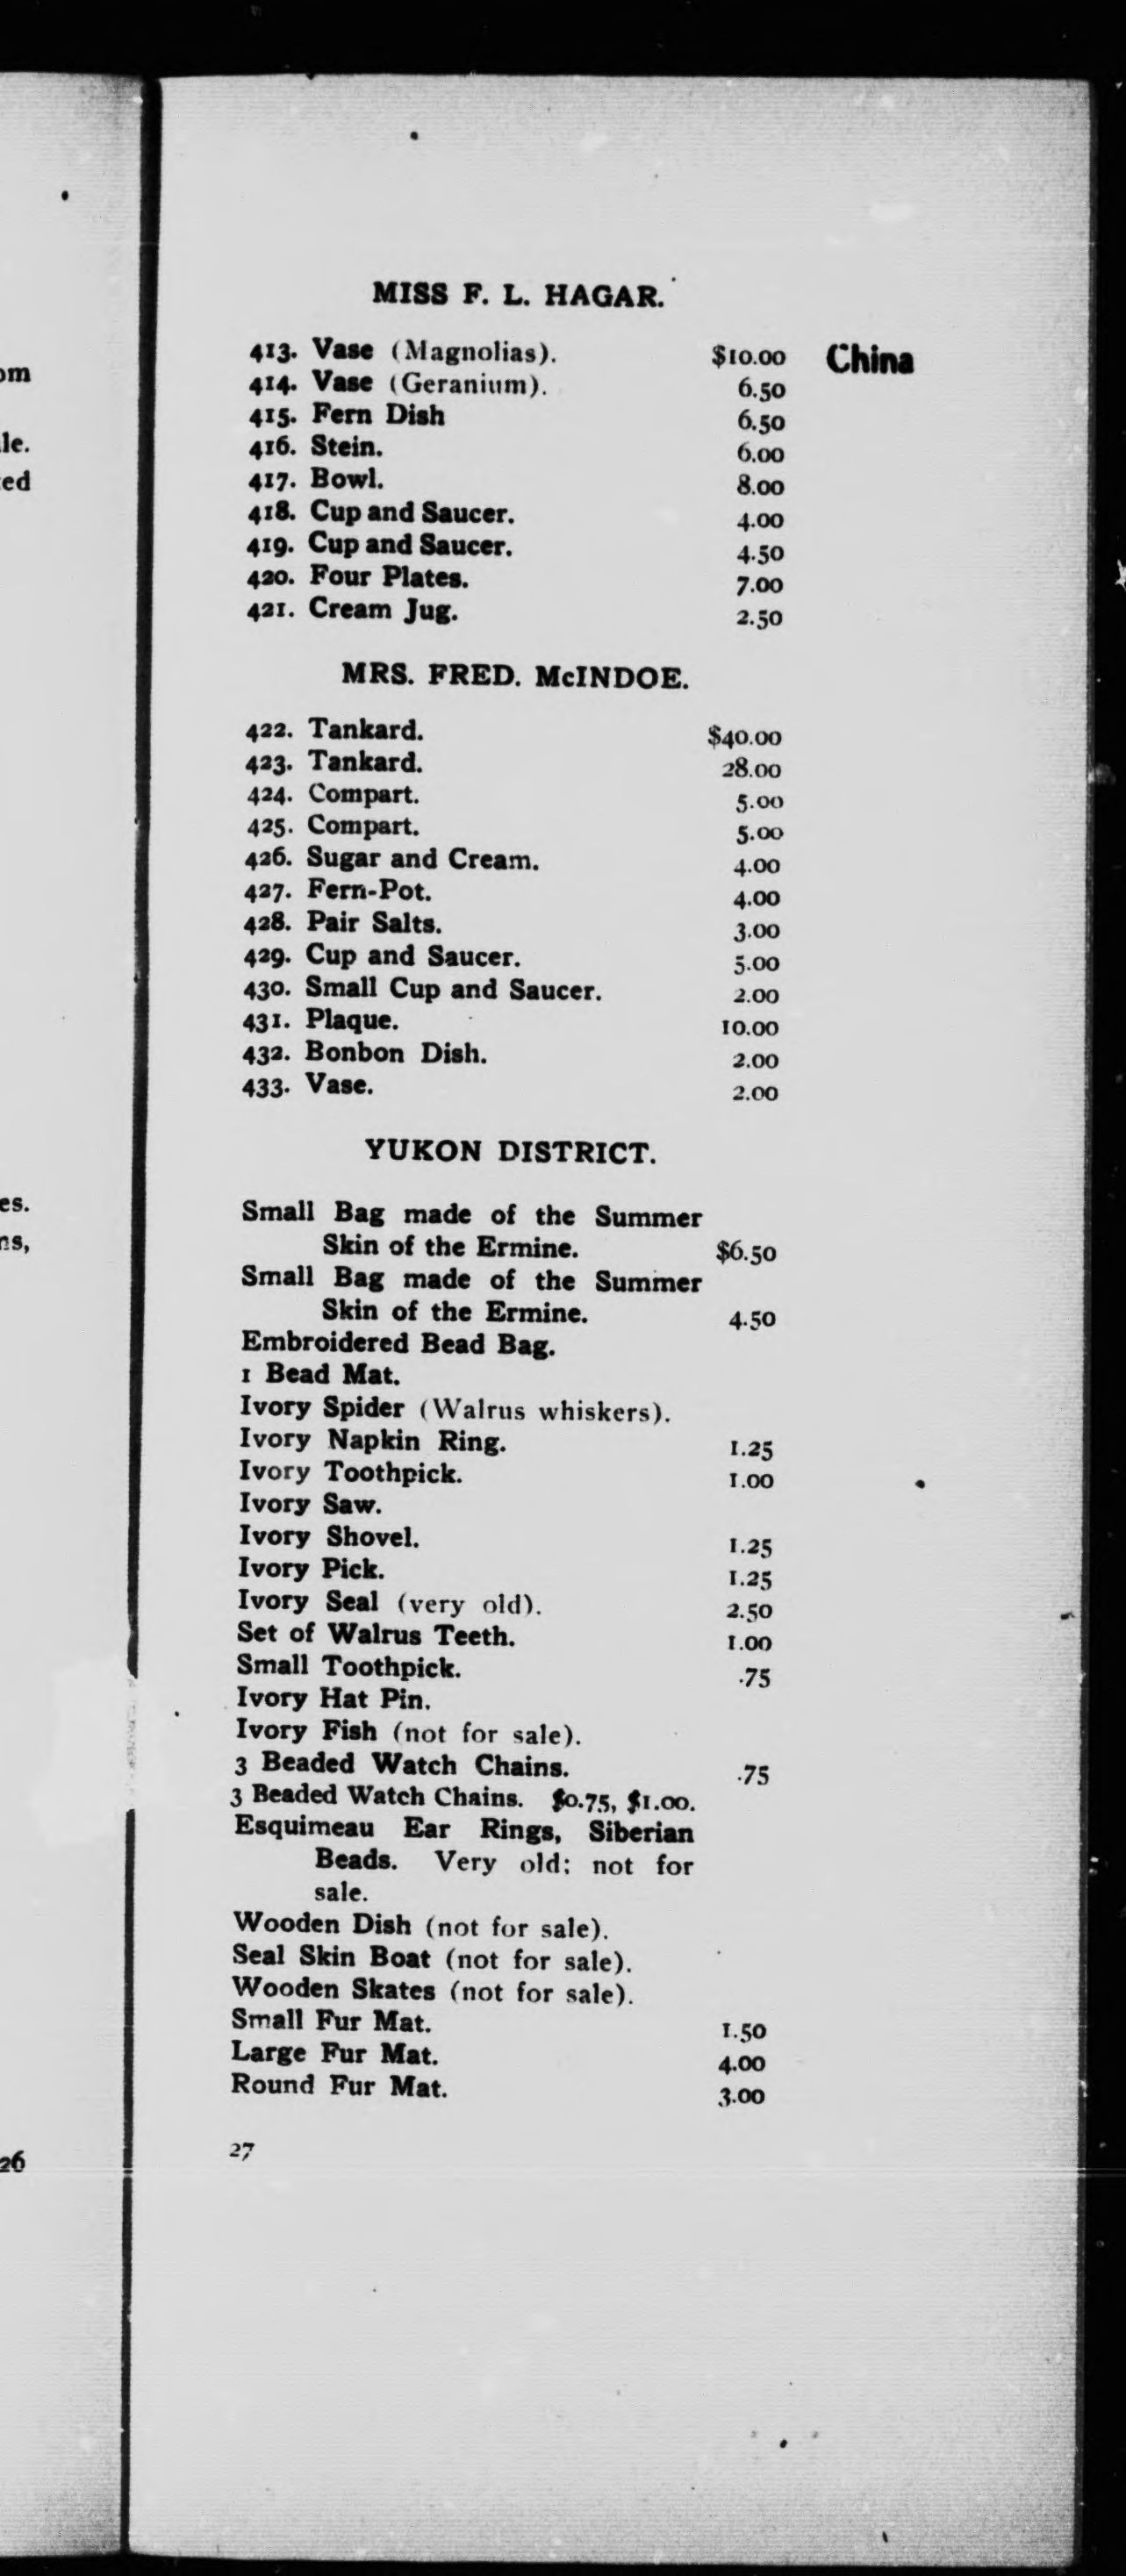 om
le.
ed
es.
ns,
26
MISS F. L. HAGAR.
413. Vase (Magnolias). $10.00 China
414. Vase (Geranium). 6.50
415. Fern Dish 6.50
416. Stein. 6.00
417. Bowl. 8.00
418. Cup and Saucer. 4.00
419. Cup and Saucer. 4.50
420. Four Plates. 7.00
421. Cream Jug. 2.50
MRS. FRED. McINDOE.
422. Tankard. $40.00
423. Tankard. 28.00
424. Compart. 5.00
425. Compart. 5.00
426. Sugar and Cream. 4.00
427. Fern-Pot. 4.00
428. Pair Salts. 3.00
429. Cup and Saucer. 5.00
430. Small Cup and Saucer. 2.00
431. Plaque. 10.00
432. Bonbon Dish. 2.00
433. Vase. 2.00
YUKON DISTRICT.
Small Bag made of the Summer
Skin of the Ermine. $6.50
Small Bag made of the Summer
Skin of the Ermine. 4.50
Embroidered Bead Bag.
1 Bead Mat.
Ivory Spider (Walrus whiskers).
Ivory Napkin Ring. 1.25
Ivory Toothpick. 1.00
Ivory Saw.
Ivory Shovel. 1.25
Ivory Pick. 1.25
Ivory Seal (very old). 2.50
Set of Walrus Teeth. 1.00
Small Toothpick. .75
Ivory Hat Pin.
Ivory Fish (not for sale).
3 Beaded Watch Chains. .75
3 Beaded Watch Chains. $0.75, $1.00.
Esquimeau Ear Rings, Siberian
Beads. Very old; not for
sale.
Wooden Dish (not for sale).
Seal Skin Boat (not for sale).
Wooden Skates (not for sale).
Small Fur Mat. 1.50
Large Fur Mat. 4.00
Round Fur Mat. 3.00
27